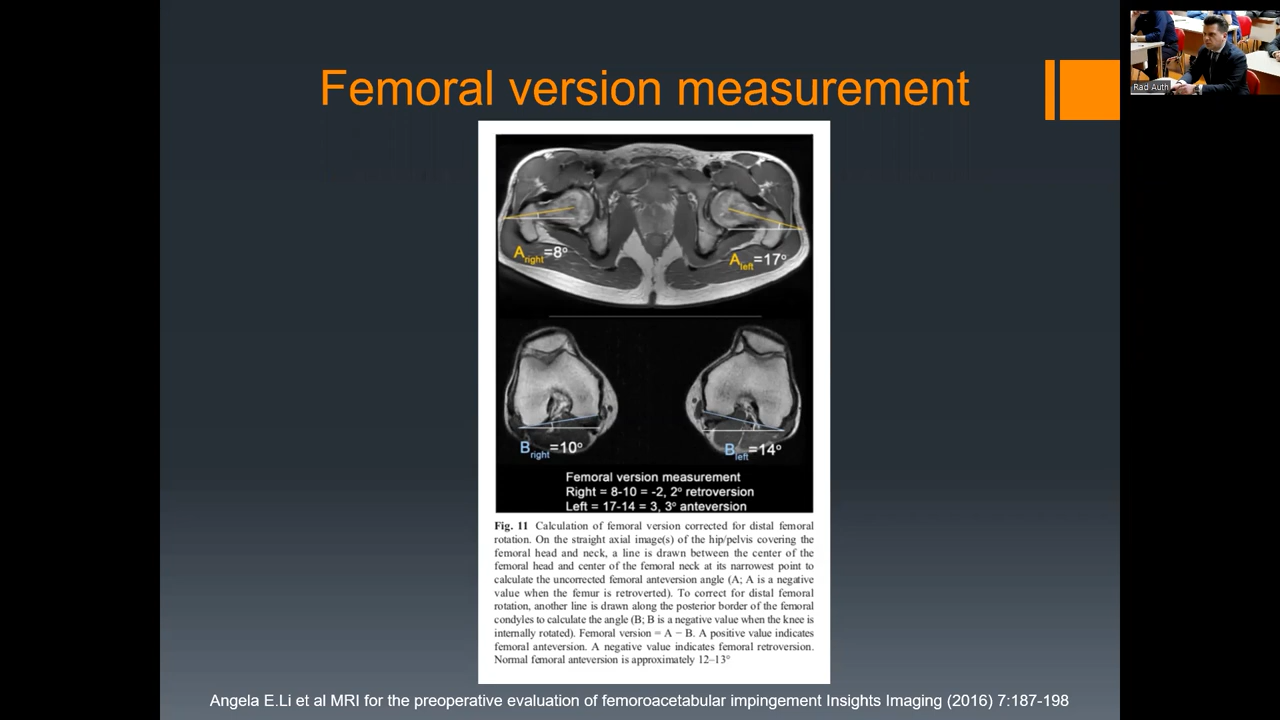 Femoral version measurement
Rad Auth
A right =8°
A left =17°
B right =10°
B left =14°
Femoral version measurement
Right = 8-10 = -2, 2° retroversion
Left = 17-14 = 3, 3° anteversion
Fig. 11 Calculation of femoral version corrected for distal femoral
rotation. On the straight axial image(s) of the hip/pelvis covering the
femoral head and neck, a line is drawn between the center of the
femoral head and center of the femoral neck at its narrowest point to
calculate the uncorrected femoral anteversion angle (A; A is a negative
value when the femur is retroverted). To correct for distal femoral
rotation, another line is drawn along the posterior border of the femoral
condyles to calculate the angle (B; B is a negative value when the knee is
internally rotated). Femoral version = A − B. A positive value indicates
femoral anteversion. A negative value indicates femoral retroversion.
Normal femoral anteversion is approximately 12–13°
Angela E.Li et al MRI for the preoperative evaluation of femoroacetabular impingement Insights Imaging (2016) 7:187-198